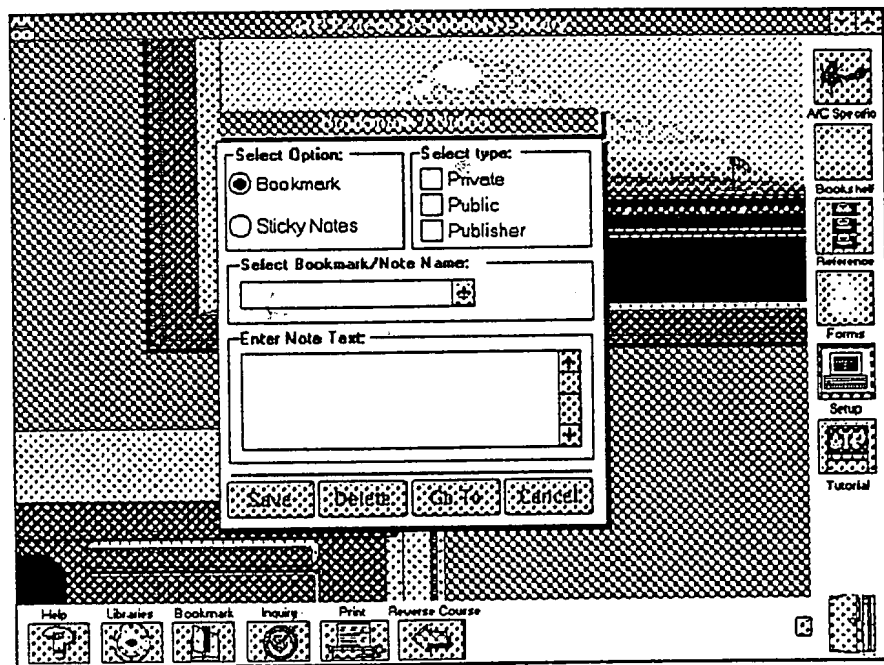 A/C Specific
Select Option:
Select type:
Bookmark
Private
Bookshelf
Sticky Notes
Public
Publisher
Reference
Select Bookmark/Note Name:
Enter Note Text:
Forms
Setup
Save Delete Go To Cancel
Tutorial
Help Libraries Bookmark Inquiry Print Reverse Course